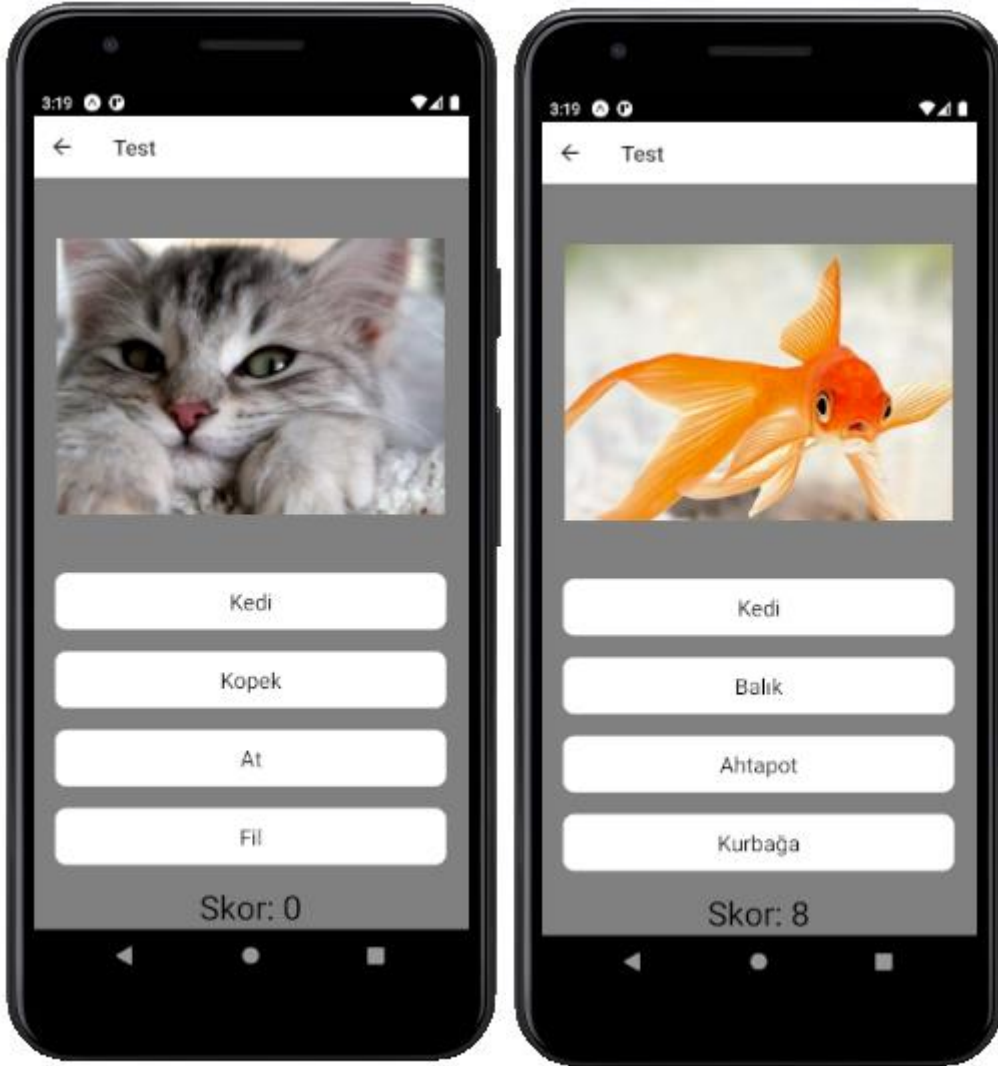 3:19
Test
Kedi
Kopek
At
Fil
Skor: 0
3:19
Test
Kedi
Balık
Ahtapot
Kurbağa
Skor: 8